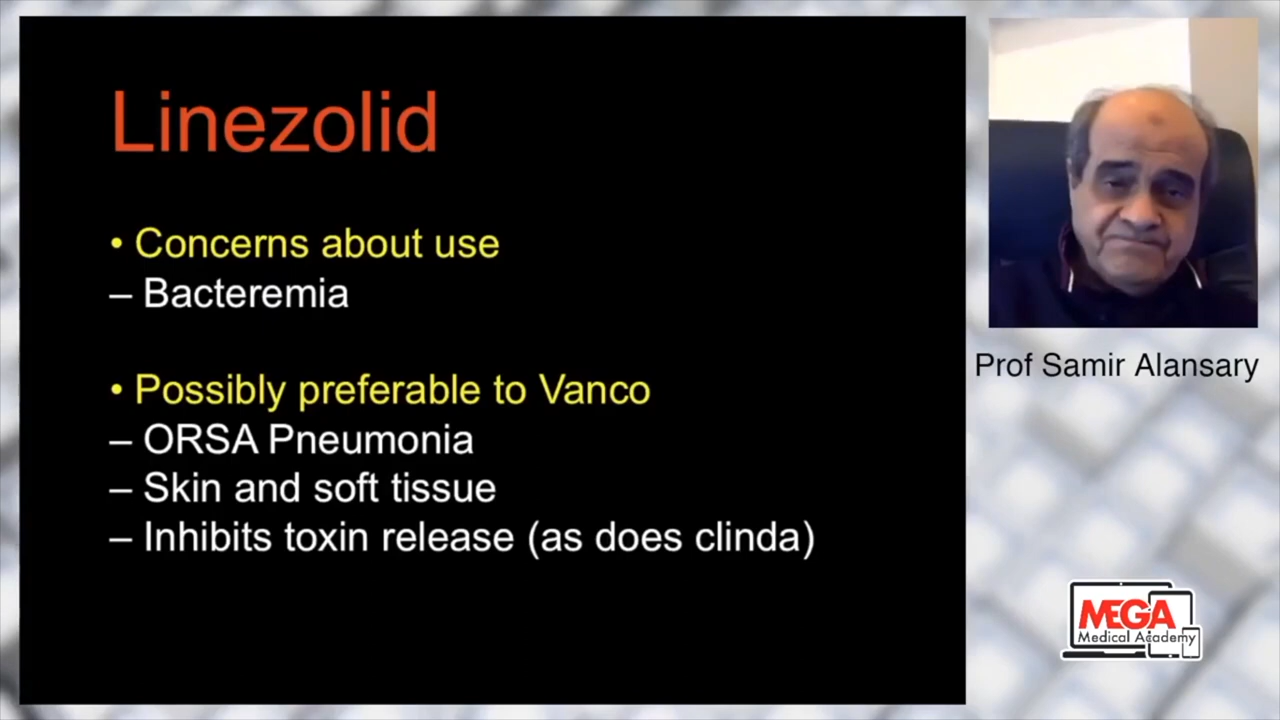 Linezolid
• Concerns about use
– Bacteremia
• Possibly preferable to Vanco
– ORSA Pneumonia
– Skin and soft tissue
– Inhibits toxin release (as does clinda)
Prof Samir Alansary
MEGA
Medical Academy